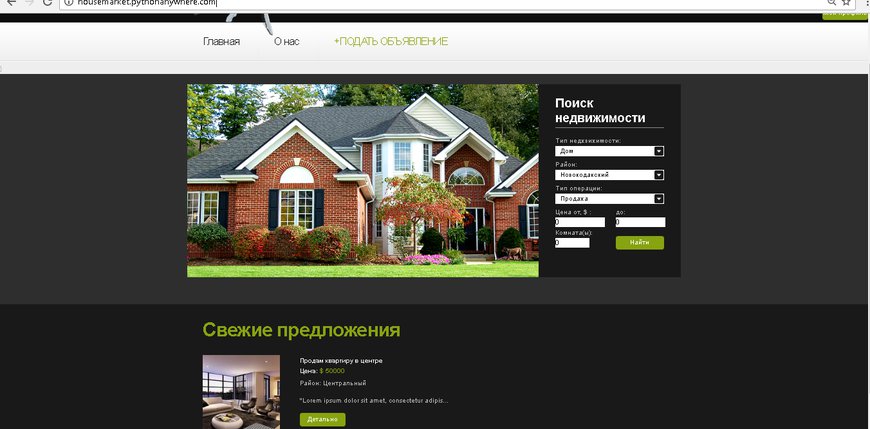 housemarket.pythonanywhere.com
Главная
О нас
+ПОДАТЬ ОБЪЯВЛЕНИЕ
Поиск
недвижимости
Тип недвижимости:
Дом
Район:
Новокодакский
Тип операции:
Продажа
Цена от, $ :
до:
0
0
Комната(ы):
0
Найти
Свежие предложения
Продам квартиру в центре
Цена: $ 60000
Район: Центральный
"Lorem ipsum dolor sit amet, consectetur adipis...
Детально